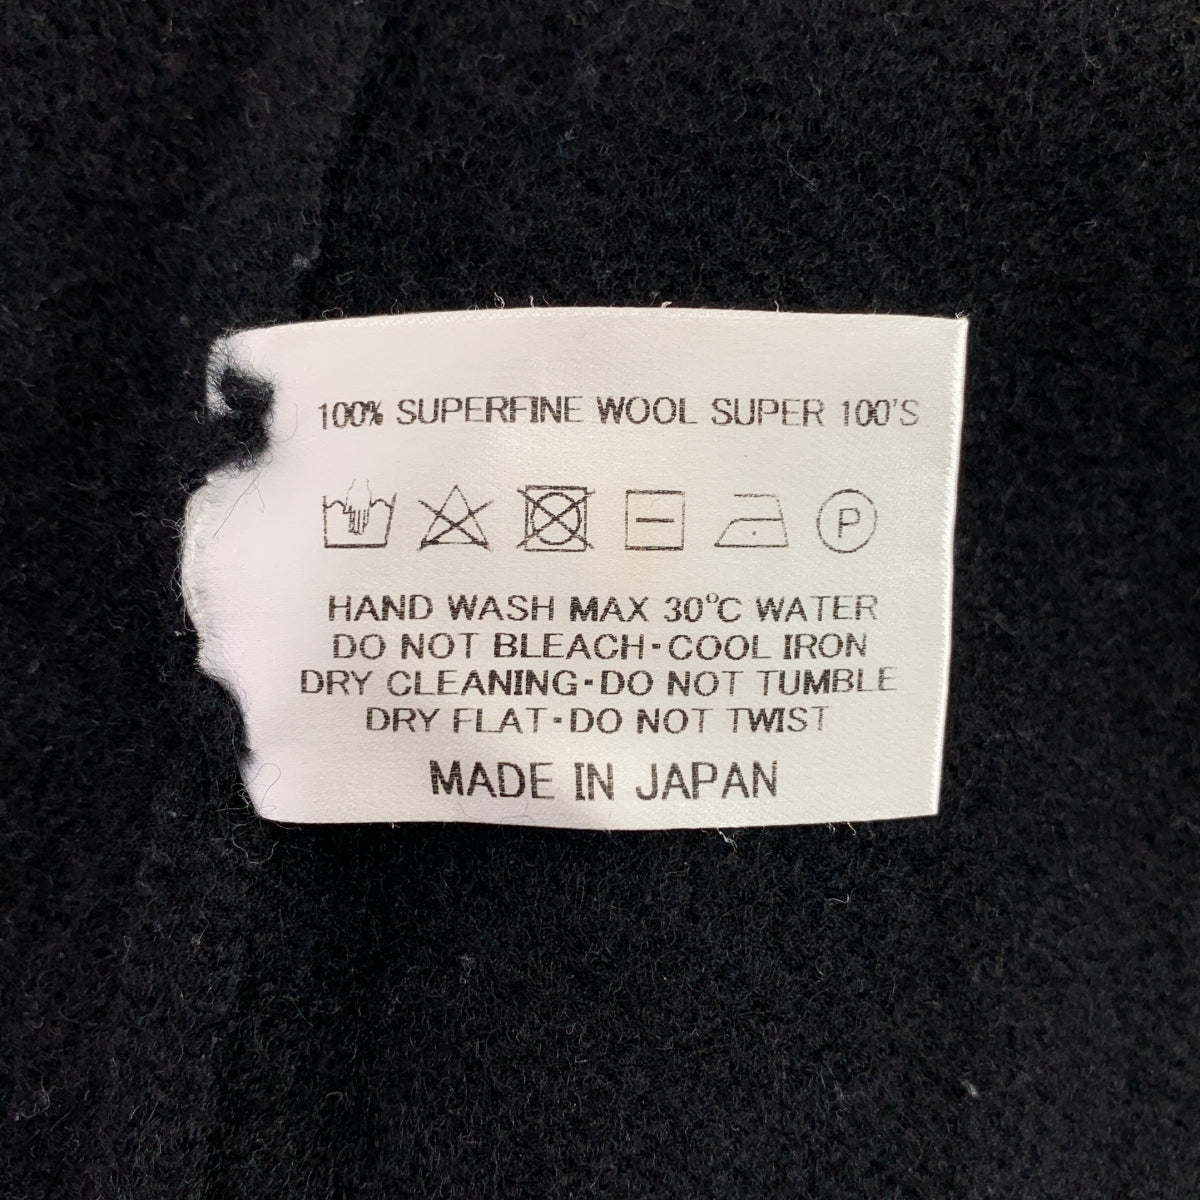 100% SUPERFINE WOOL SUPER 100'S
P
HAND WASH MAX 30°C WATER
DO NOT BLEACH·COOL IRON
DRY CLEANING·DO NOT TUMBLE
DRY FLAT·DO NOT TWIST
MADE IN JAPAN